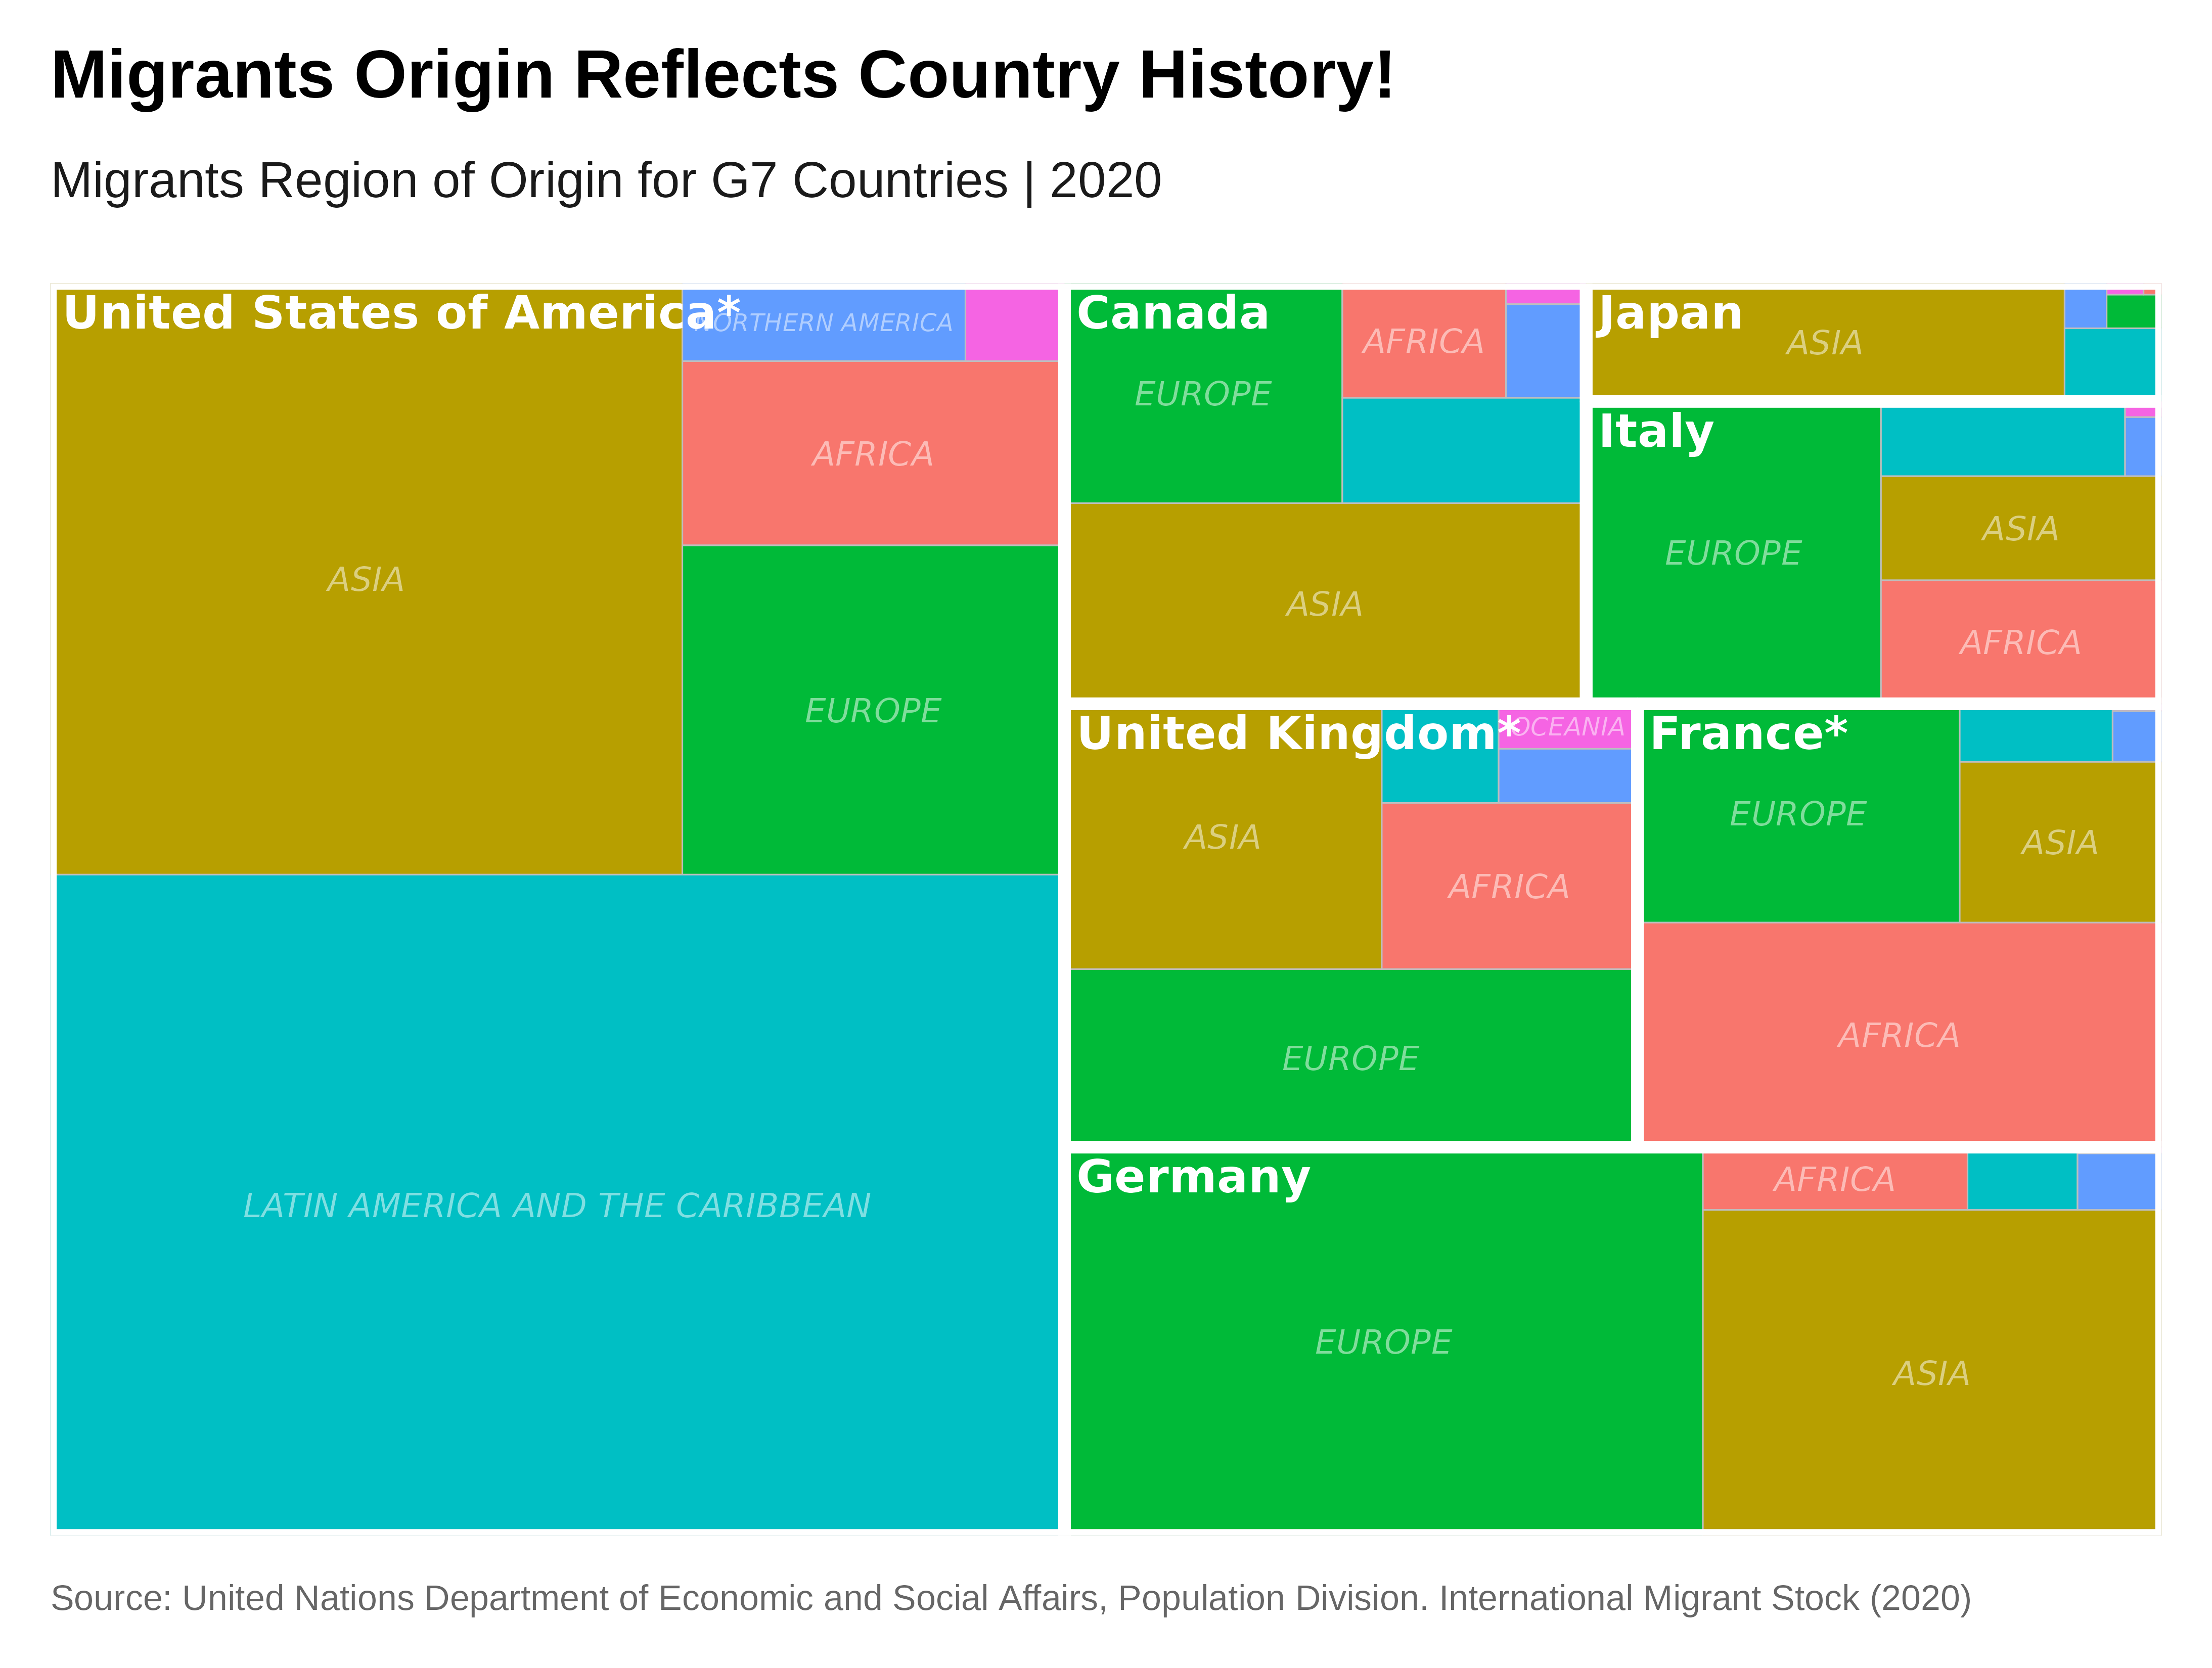 Migrants Origin Reflects Country History!
Migrants Region of Origin for G7 Countries | 2020
United States of America*
NORTHERN AMERICA
ASIA
AFRICA
EUROPE
LATIN AMERICA AND THE CARIBBEAN
Canada
EUROPE
AFRICA
ASIA
Japan
ASIA
Italy
EUROPE
ASIA
AFRICA
United Kingdom*
OCEANIA
ASIA
AFRICA
EUROPE
France*
EUROPE
ASIA
AFRICA
Germany
AFRICA
EUROPE
ASIA
Source: United Nations Department of Economic and Social Affairs, Population Division. International Migrant Stock (2020)